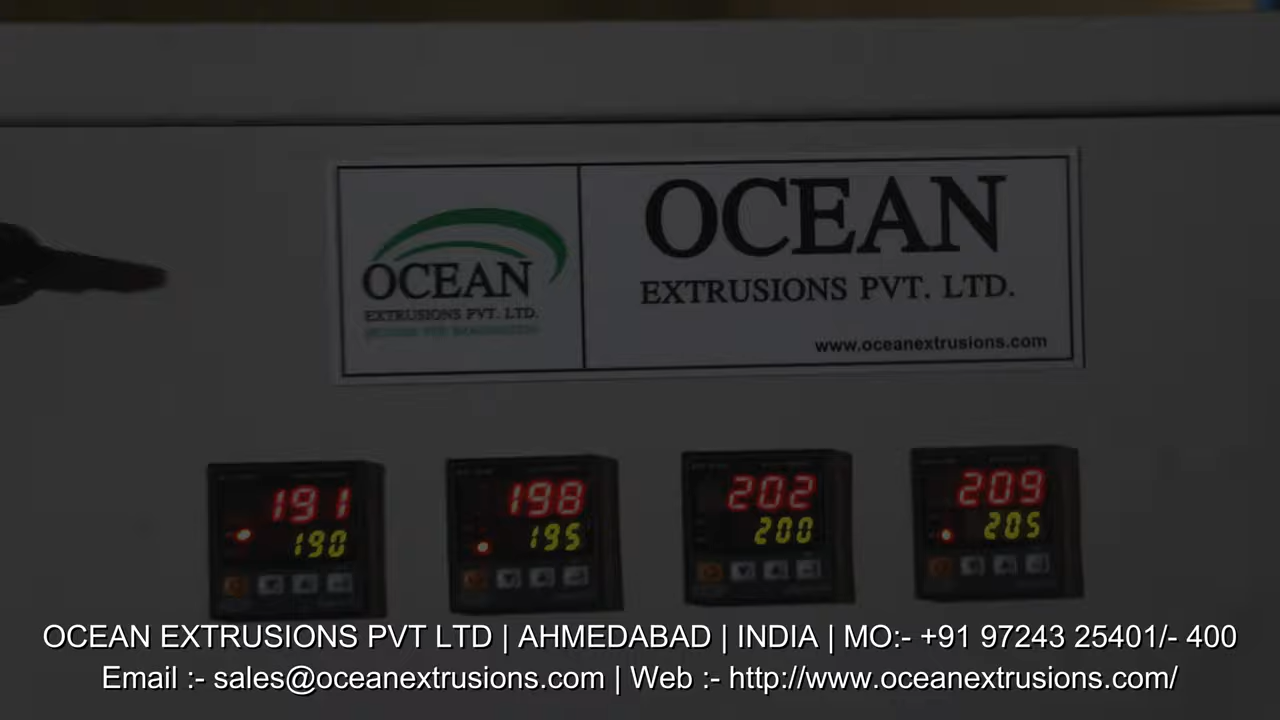 OCEAN
EXTRUSIONS PVT. LTD.
OCEAN
EXTRUSIONS PVT. LTD.
www.oceanextrusions.com
191
190
198
195
202
200
209
205
OCEAN EXTRUSIONS PVT LTD | AHMEDABAD | INDIA | MO:- +91 97243 25401/- 400
Email :- sales@oceanextrusions.com | Web :- http://www.oceanextrusions.com/